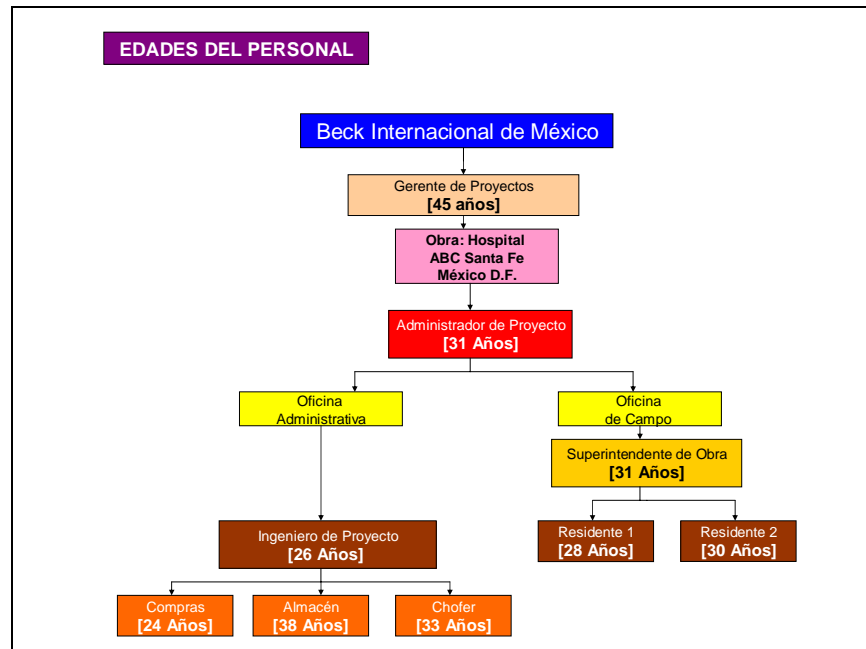 EDADES DEL PERSONAL
Beck Internacional de México
Gerente de Proyectos
[45 años]
Obra: Hospital
ABC Santa Fe
México D.F.
Administrador de Proyecto
[31 Años]
Oficina
Administrativa
Oficina
de Campo
Superintendente de Obra
[31 Años]
Ingeniero de Proyecto
[26 Años]
Residente 1
[28 Años]
Residente 2
[30 Años]
Compras
[24 Años]
Almacén
[38 Años]
Chofer
[33 Años]